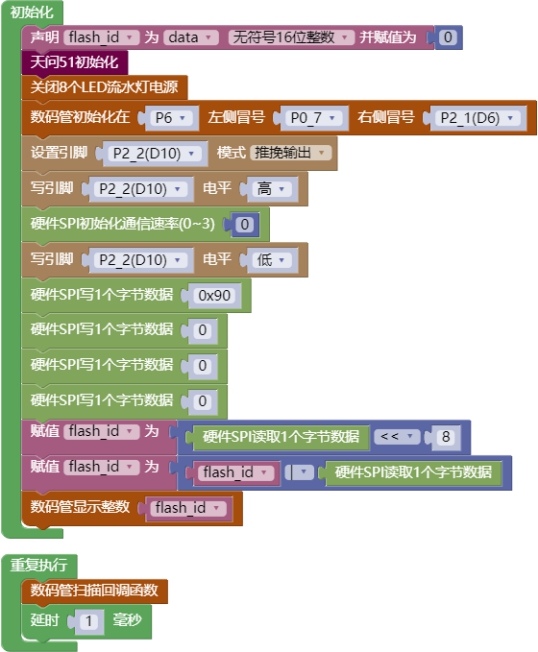 初始化
声明 flash_id 为 data 无符号16位整数 并赋值为 0
天问51初始化
关闭8个LED流水灯电源
数码管初始化在 P6 左侧冒号 P0_7 右侧冒号 P2_1(D6)
设置引脚 P2_2(D10) 模式 推挽输出
写引脚 P2_2(D10) 电平 高
硬件SPI初始化通信速率(0~3) 0
写引脚 P2_2(D10) 电平 低
硬件SPI写1个字节数据 0x90
硬件SPI写1个字节数据 0
硬件SPI写1个字节数据 0
硬件SPI写1个字节数据 0
赋值 flash_id 为 硬件SPI读取1个字节数据 << 8
赋值 flash_id 为 flash_id | 硬件SPI读取1个字节数据
数码管显示整数 flash_id
重复执行
数码管扫描回调函数
延时 1 毫秒